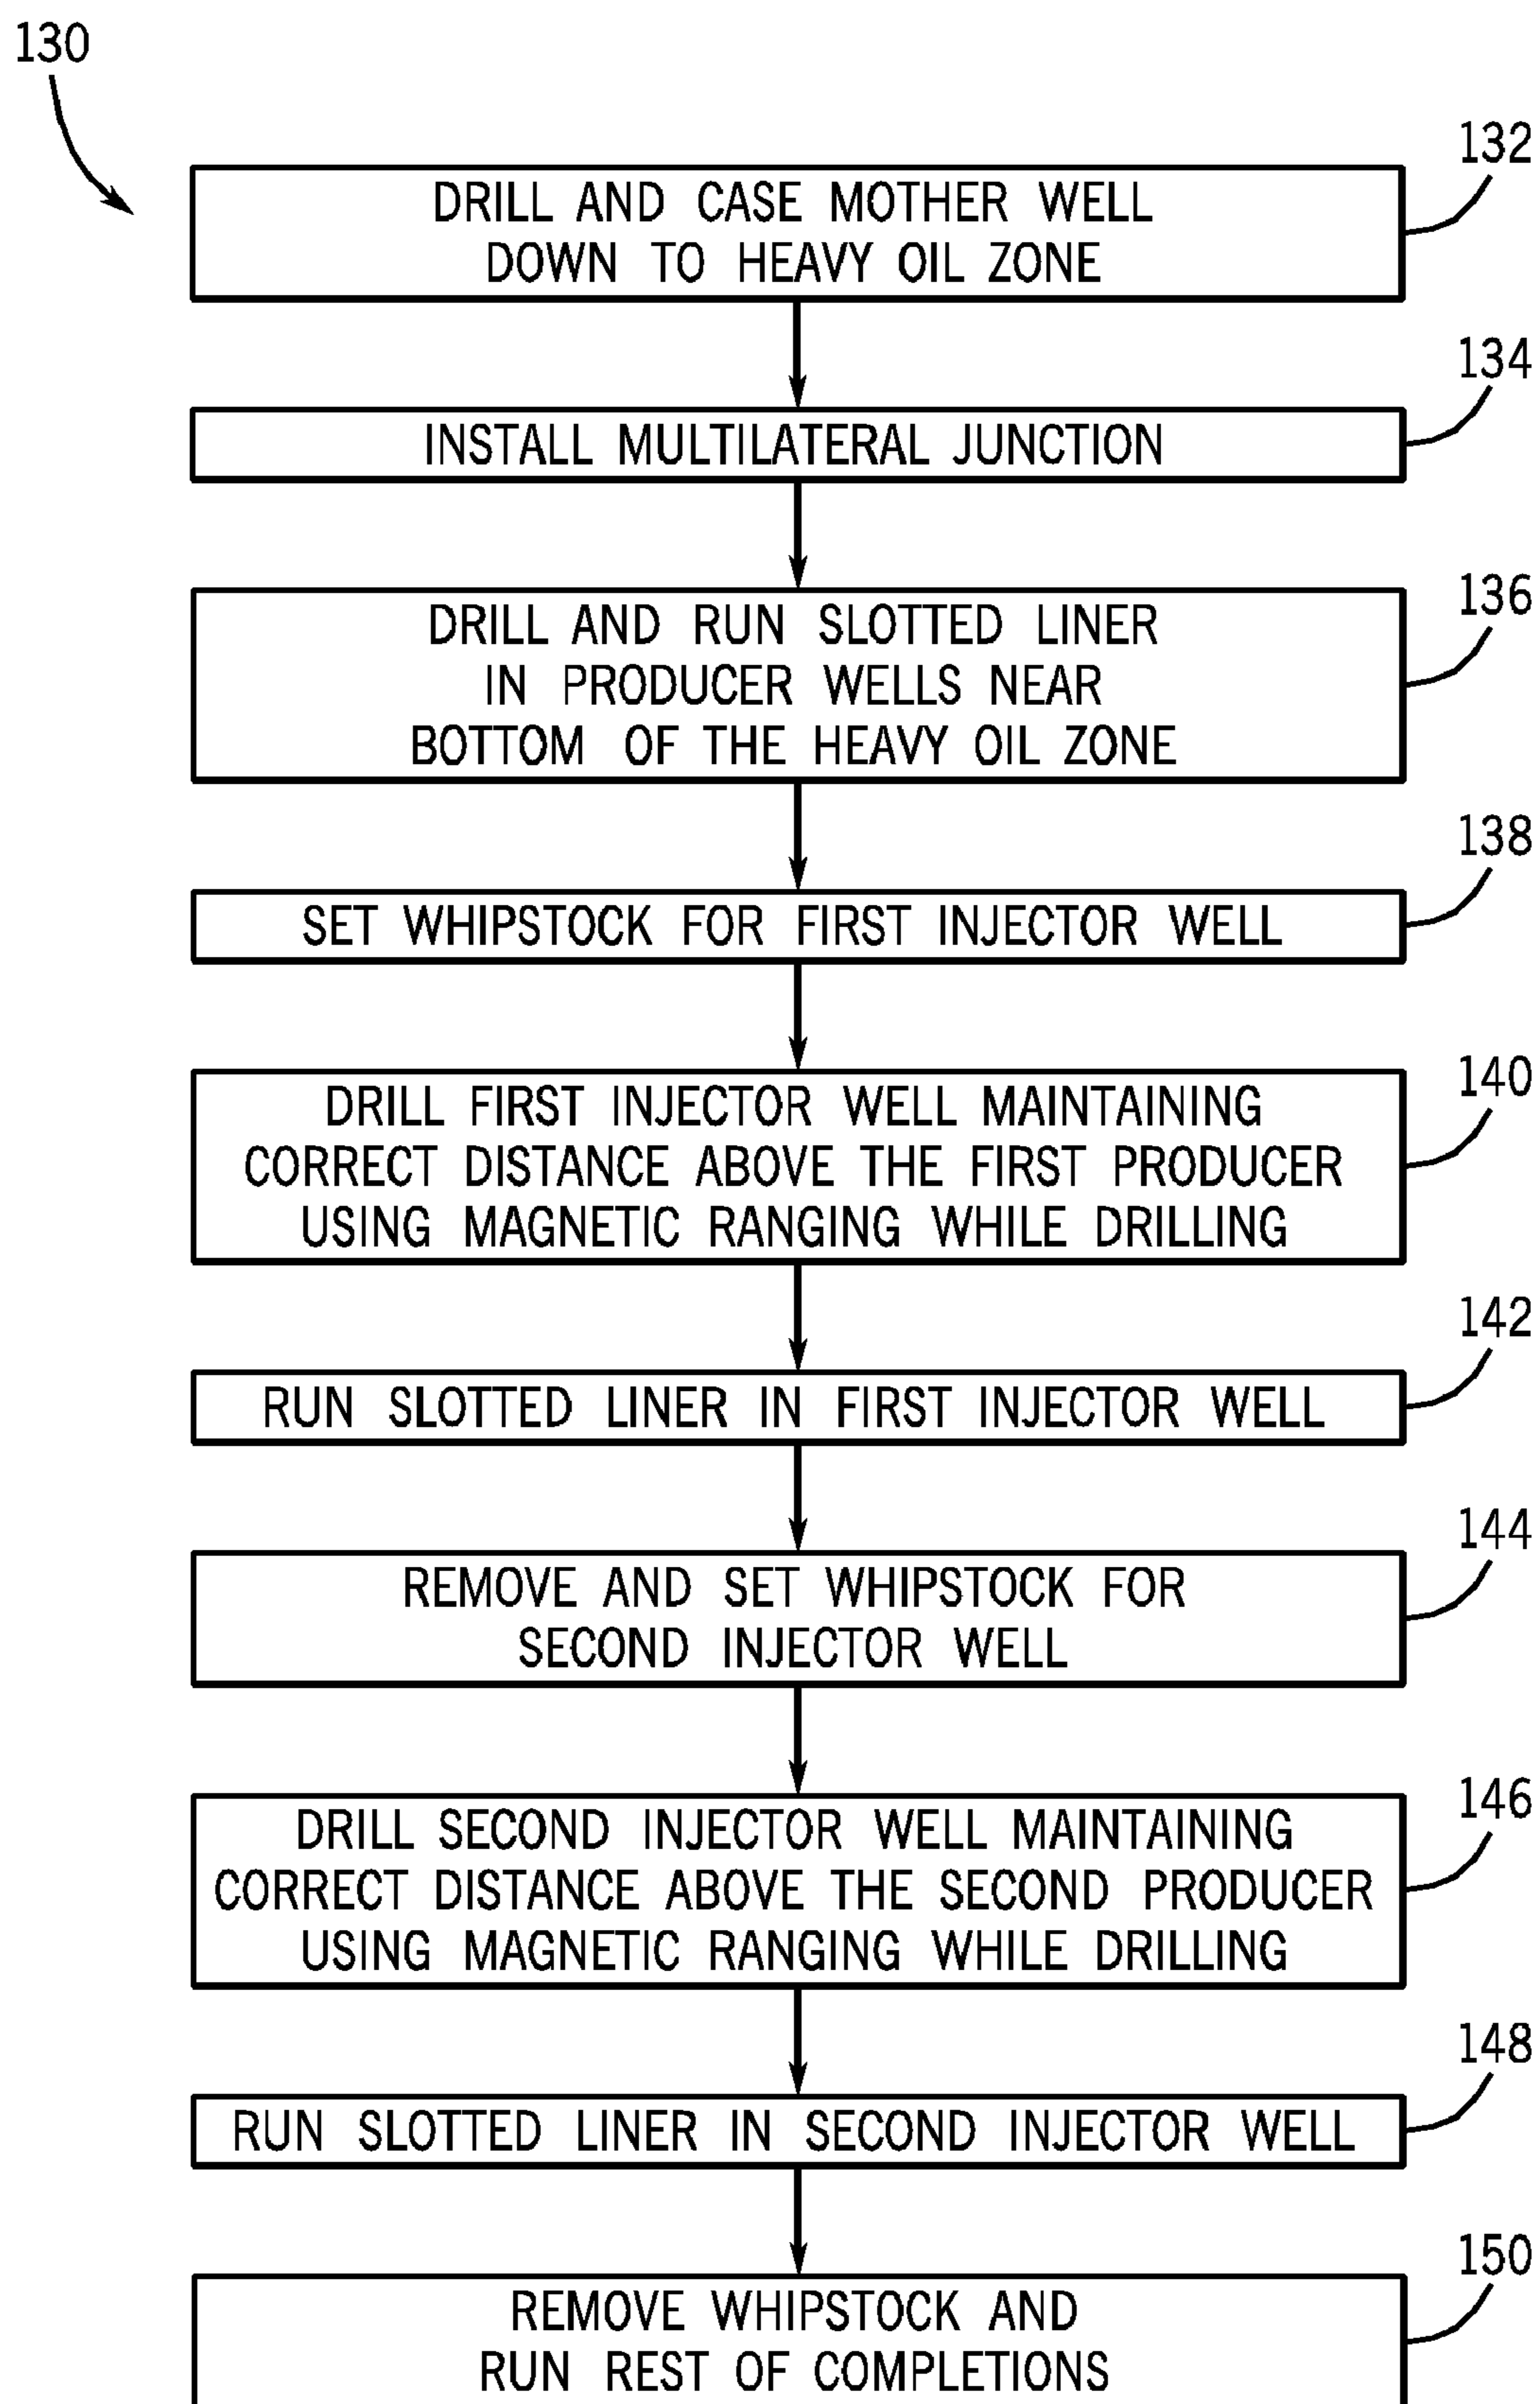 130
132
DRILL AND CASE MOTHER WELL
DOWN TO HEAVY OIL ZONE
134
INSTALL MULTILATERAL JUNCTION
136
DRILL AND RUN SLOTTED LINER
IN PRODUCER WELLS NEAR
BOTTOM OF THE HEAVY OIL ZONE
138
SET WHIPSTOCK FOR FIRST INJECTOR WELL
140
DRILL FIRST INJECTOR WELL MAINTAINING
CORRECT DISTANCE ABOVE THE FIRST PRODUCER
USING MAGNETIC RANGING WHILE DRILLING
142
RUN SLOTTED LINER IN FIRST INJECTOR WELL
144
REMOVE AND SET WHIPSTOCK FOR
SECOND INJECTOR WELL
146
DRILL SECOND INJECTOR WELL MAINTAINING
CORRECT DISTANCE ABOVE THE SECOND PRODUCER
USING MAGNETIC RANGING WHILE DRILLING
148
RUN SLOTTED LINER IN SECOND INJECTOR WELL
150
REMOVE WHIPSTOCK AND
RUN REST OF COMPLETIONS